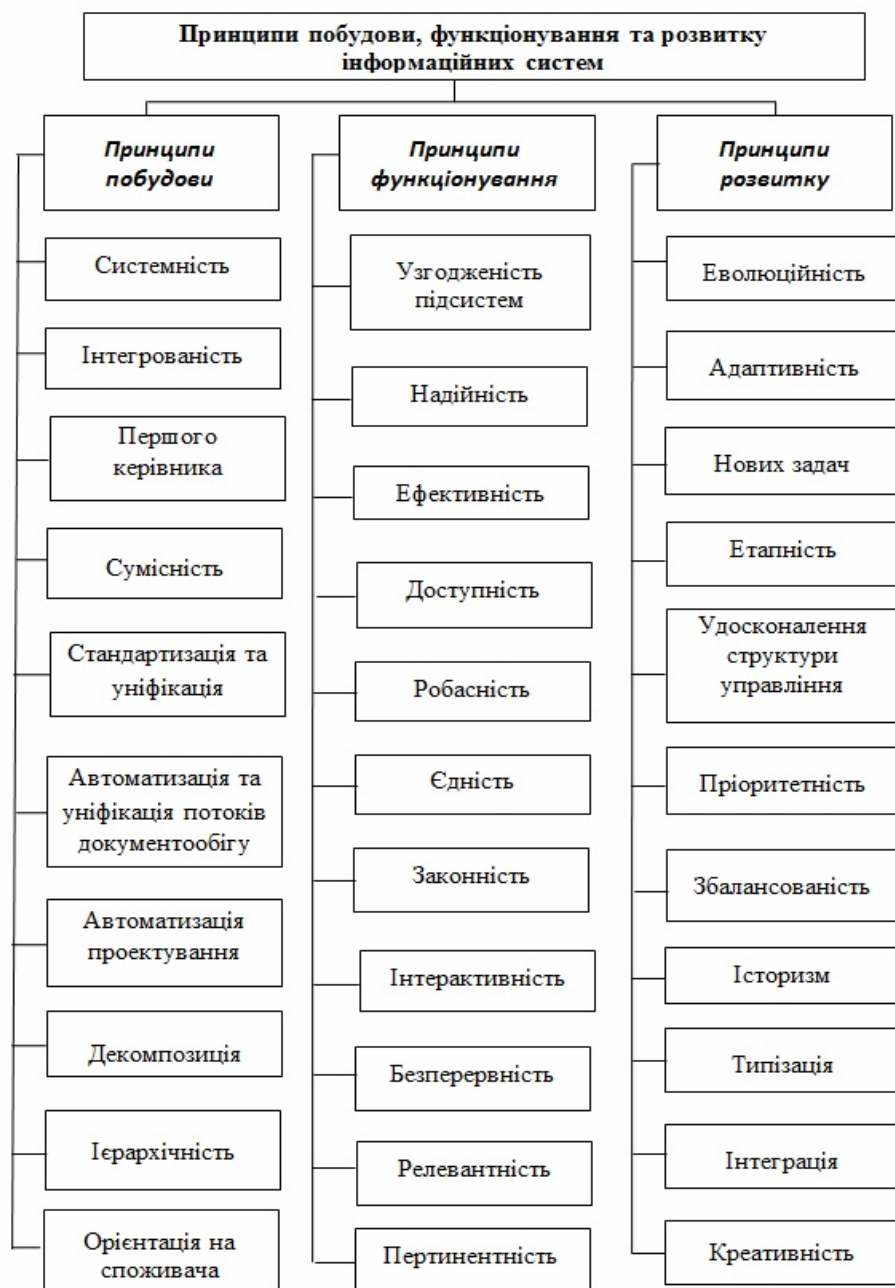 Принципи побудови, функціонування та розвитку
інформаційних систем
Принципи
побудови
Системність
Інтегрованість
Першого
керівника
Сумісність
Стандартизація та
уніфікація
Автоматизація та
уніфікація потоків
документообігу
Автоматизація
проектування
Декомпозиція
Ієрархічність
Орієнтація на
споживача
Принципи
функціонування
Узгодженість
підсистем
Надійність
Ефективність
Доступність
Робасність
Єдність
Законність
Інтерактивність
Безперервність
Релевантність
Пертинентність
Принципи
розвитку
Еволюційність
Адаптивність
Нових задач
Етапність
Удосконалення
структури
управління
Пріоритетність
Збалансованість
Історизм
Типізація
Інтеграція
Креативність